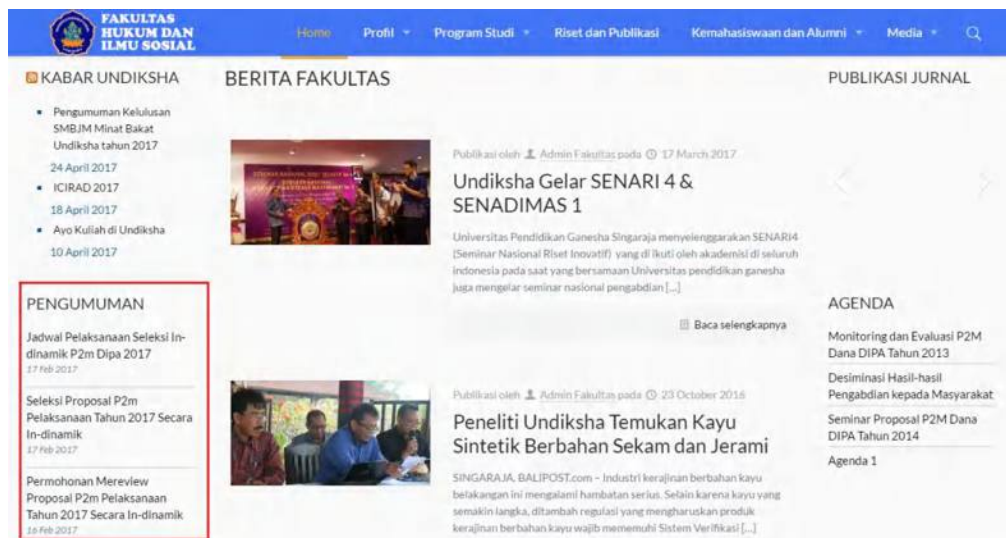 FAKULTAS
HUKUM DAN
ILMU SOSIAL
Home
Profil
Program Studi
Riset dan Publikasi
Kemahasiswaan dan Alumni
Media
KABAR UNDIKSHA
Pengumuman Kelulusan
SMBJM Minat Bakat
Undiksha tahun 2017
24 April 2017
ICIRAD 2017
18 April 2017
Ayo Kuliah di Undiksha
10 April 2017
PENGUMUMAN
Jadwal Pelaksanaan Seleksi In-
dinamik P2m Dipa 2017
17 Feb 2017
Seleksi Proposal P2m
Pelaksanaan Tahun 2017 Secara
In-dinamik
17 Feb 2017
Permohonan Mereview
Proposal P2m Pelaksanaan
Tahun 2017 Secara In-dinamik
16 Feb 2017
BERITA FAKULTAS
Publikasi oleh Admin Fakultas pada 17 March 2017
Undiksha Gelar SENARI 4 &
SENADIMAS 1
Universitas Pendidikan Ganesha Singaraja menyelenggarakan SENARI4
(Seminar Nasional Riset Inovatif) yang di ikuti oleh akademisi di seluruh
indonesia pada saat yang bersamaan Universitas pendidikan ganesha
juga mengelar seminar nasional pengabdian [...]
Baca selengkapnya
Publikasi oleh Admin Fakultas pada 23 October 2016
Peneliti Undiksha Temukan Kayu
Sintetik Berbahan Sekam dan Jerami
SINGARAJA, BALIPOST.com – Industri kerajinan berbahan kayu
belakangan ini mengalami hambatan serius. Selain karena kayu yang
semakin langka, ditambah regulasi yang mengharuskan produk
kerajinan berbahan kayu wajib mememuhi Sistem Verifikasi [...]
PUBLIKASI JURNAL
AGENDA
Monitoring dan Evaluasi P2M
Dana DIPA Tahun 2013
Desiminasi Hasil-hasil
Pengabdian kepada Masyarakat
Seminar Proposal P2M Dana
DIPA Tahun 2014
Agenda 1